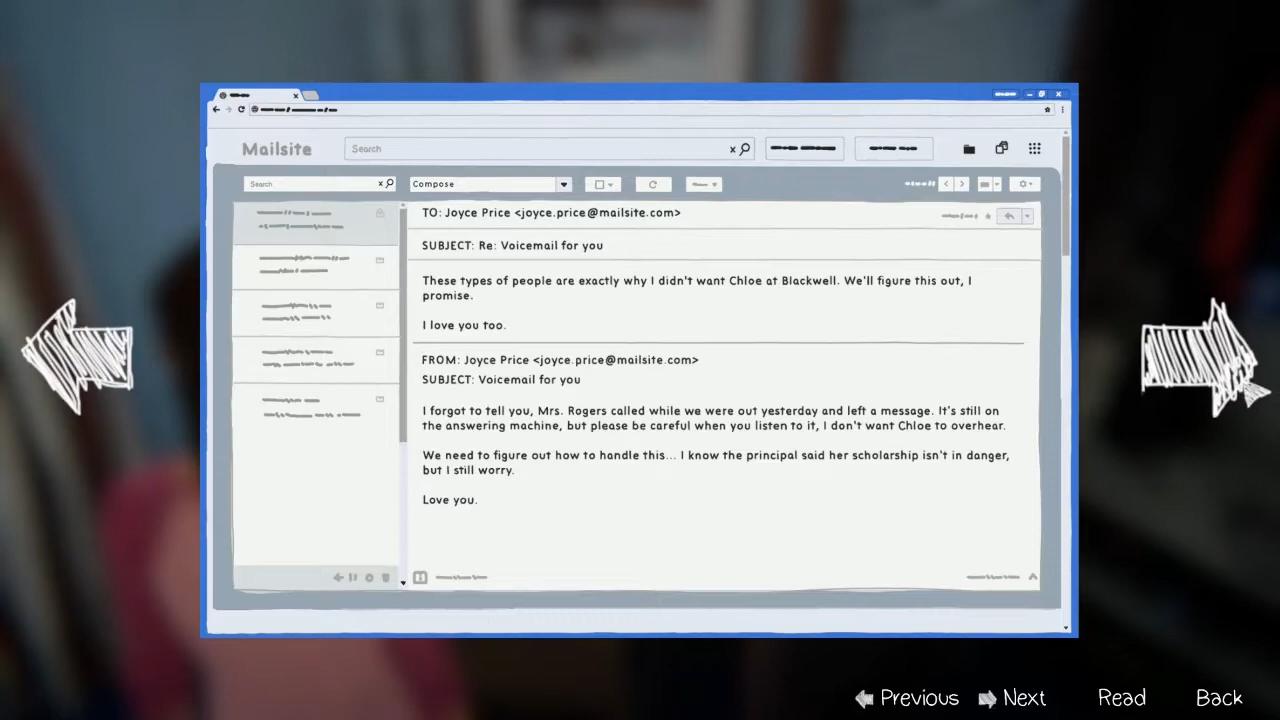 Mailsite
Search
x
Search
x
Compose
TO: Joyce Price <joyce.price@mailsite.com>
SUBJECT: Re: Voicemail for you
These types of people are exactly why I didn't want Chloe at Blackwell. We'll figure this out, I
promise.
I love you too.
FROM: Joyce Price <joyce.price@mailsite.com>
SUBJECT: Voicemail for you
I forgot to tell you, Mrs. Rogers called while we were out yesterday and left a message. It's still on
the answering machine, but please be careful when you listen to it, I don't want Chloe to overhear.
We need to figure out how to handle this... I know the principal said her scholarship isn't in danger,
but I still worry.
Love you.
Previous Next Read Back